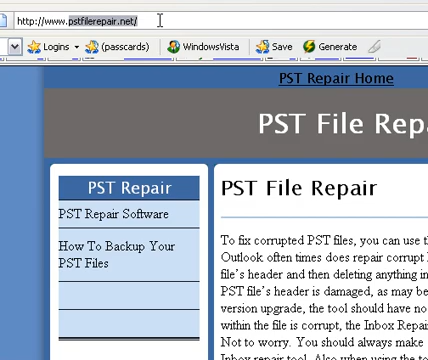 http://www.pstfilerepair.net/
Logins (passcards) WindowsVista Save Generate
PST Repair Home
PST File Repa
PST Repair
PST Repair Software
How To Backup Your
PST Files
PST File Repair
To fix corrupted PST files, you can use th
Outlook often times does repair corrupt
file's header and then deleting anything in
PST file's header is damaged, as may be
version upgrade, the tool should have no
within the file is corrupt, the Inbox Repai
Not to worry. You should always make
Inbox repair tool. Also when using the to